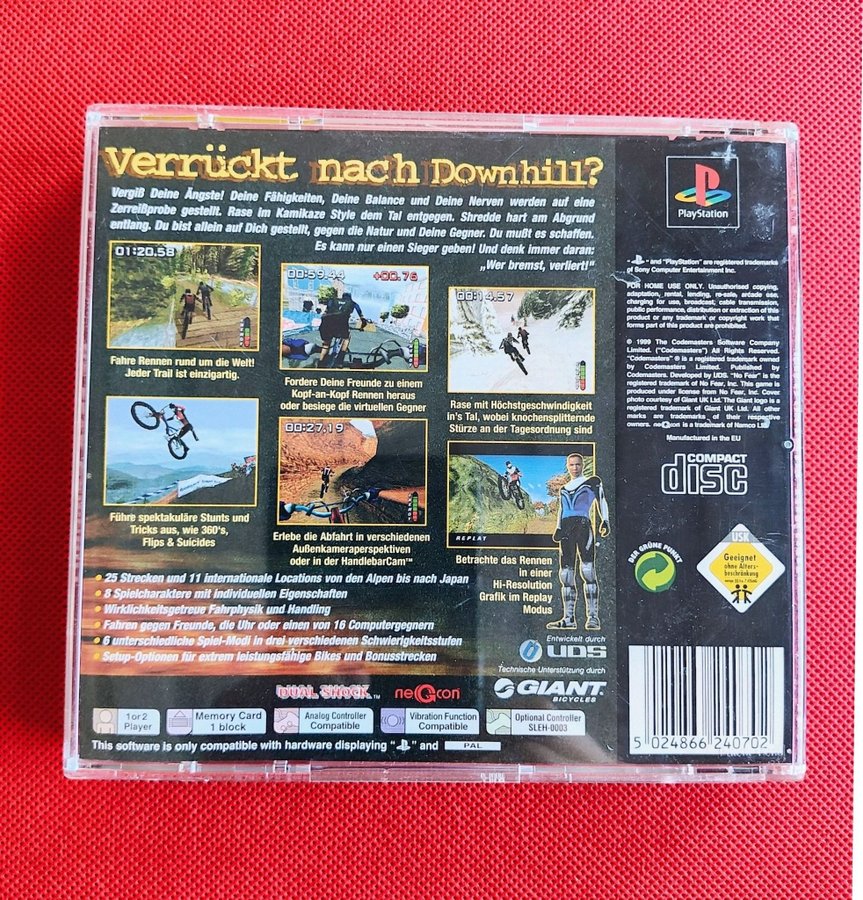 Verrückt nach Downhill?
Vergiß Deine Ängste! Deine Fähigkeiten, Deine Balance und Deine Nerven werden auf eine
Zerreißprobe gestellt. Rase im Kamikaze Style dem Tal entgegen. Shredde hart am Abgrund
entlang. Du bist allein auf Dich gestellt, gegen die Natur und Deine Gegner. Du mußt es schaffen.
Es kann nur einen Sieger geben! Und denk immer daran:
„Wer bremst, verliert!“
01:20.58
Fahre Rennen rund um die Welt!
Jeder Trail ist einzigartig.
00:59.44 +00.76
Fordere Deine Freunde zu einem
Kopf-an-Kopf Rennen heraus
oder besiege die virtuellen Gegner
00:14.57
Rase mit Höchstgeschwindigkeit
in's Tal, wobei knochensplitternde
Stürze an der Tagesordnung sind
Führe spektakuläre Stunts und
Tricks aus, wie 360's,
Flips & Suicides
00:27.19
Erlebe die Abfahrt in verschiedenen
Außenkameraperspektiven
oder in der HandlebarCam™
REPLAY
Betrachte das Rennen
in einer
Hi-Resolution
Grafik im Replay
Modus
• 25 Strecken und 11 internationale Locations von den Alpen bis nach Japan
• 8 Spielcharaktere mit individuellen Eigenschaften
• Wirklichkeitsgetreue Fahrphysik und Handling
• Fahren gegen Freunde, die Uhr oder einen von 16 Computergegnern
• 6 unterschiedliche Spiel-Modi in drei verschiedenen Schwierigkeitsstufen
• Setup-Optionen für extrem leistungsfähige Bikes und Bonusstrecken
Entwickelt durch
UDS
Technische Unterstützung durch
GIANT
BICYCLES
DUAL SHOCK™ neGcon
1 or 2
Player
Memory Card
1 block
Analog Controller
Compatible
Vibration Function
Compatible
Optional Controller
SLEH-0003
This software is only compatible with hardware displaying " " and PAL
PlayStation
" " and "PlayStation" are registered trademarks
of Sony Computer Entertainment Inc.
FOR HOME USE ONLY. Unauthorised copying,
adaptation, rental, lending, re-sale, arcade use,
charging for use, broadcast, cable transmission,
public performance, distribution or extraction of this
product or any trademark or copyright work that
forms part of this product are prohibited.
© 1999 The Codemasters Software Company
Limited. ("Codemasters") All Rights Reserved.
"Codemasters" ® is a registered trademark
owned by Codemasters Limited. Published by
Codemasters. Developed by UDS. "No Fear" is a
registered trademark of No Fear, Inc. This game is
produced under license from No Fear, Inc. Cover
photo courtesy of Giant UK Ltd. The Giant logo is a
registered trademark of Giant UK Ltd. All other
marks are trademarks of their respective
owners. neGcon is a trademark of Namco Ltd.
Manufactured in the EU
COMPACT
disc
DER GRÜNE PUNKT
USK
Geeignet
ohne Alters-
beschränkung
5 024866 240702